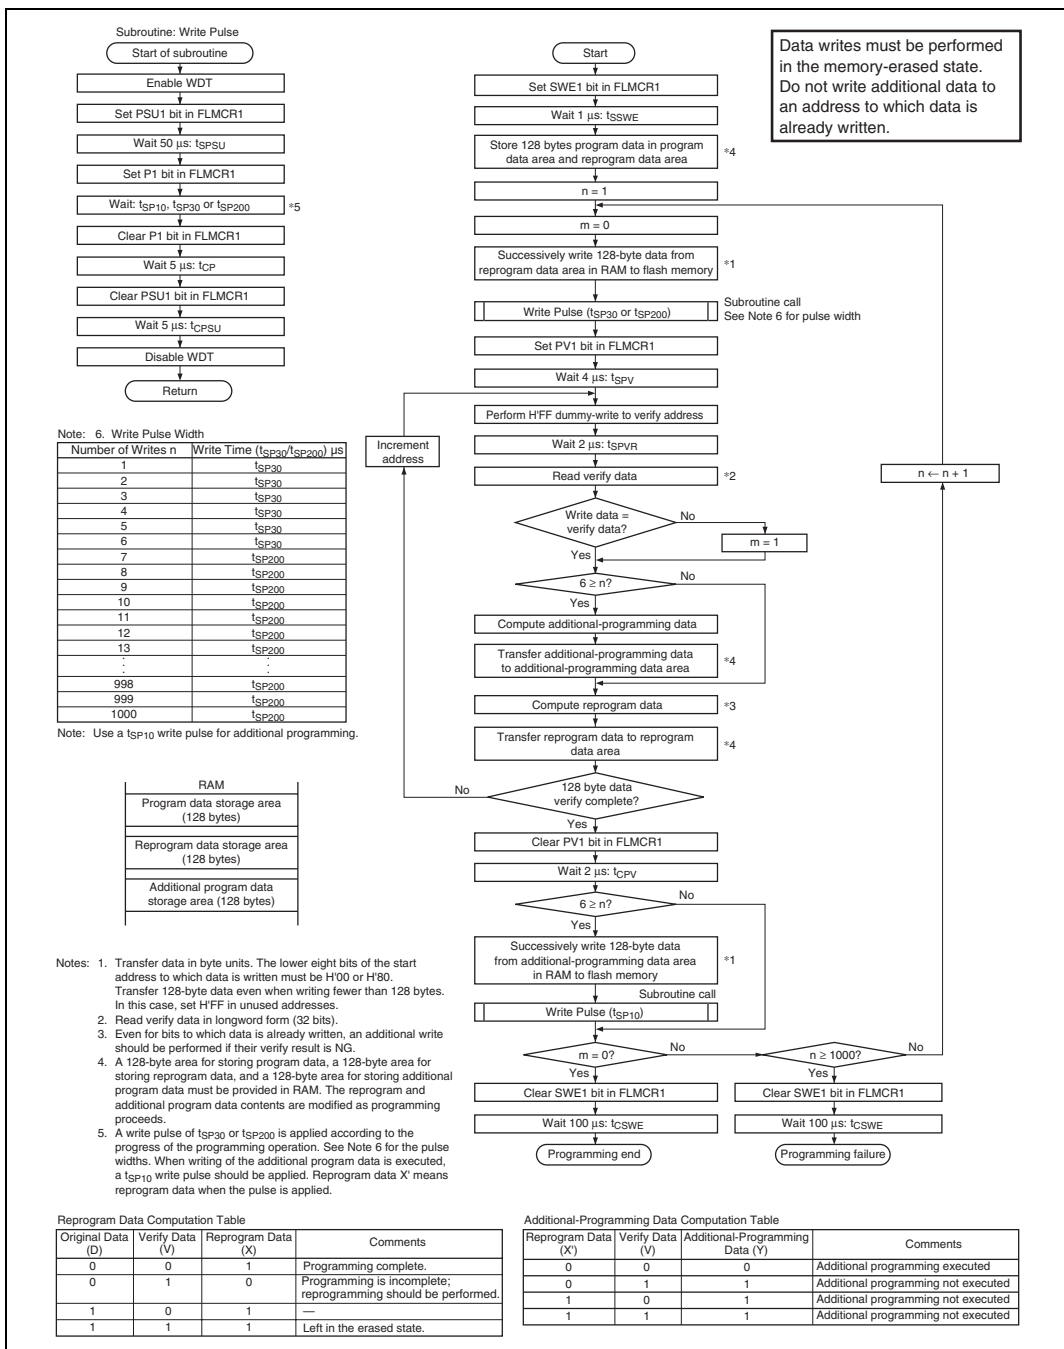 Subroutine: Write Pulse
Start of subroutine
Enable WDT
Set PSU1 bit in FLMCR1
Wait 50 μs: tSPSU
Set P1 bit in FLMCR1
Wait: tSP10, tSP30 or tSP200 *5
Clear P1 bit in FLMCR1
Wait 5 μs: tCP
Clear PSU1 bit in FLMCR1
Wait 5 μs: tCPSU
Disable WDT
Return
Note: 6. Write Pulse Width
Number of Writes n Write Time (tSP30/tSP200) μs
1 tSP30
2 tSP30
3 tSP30
4 tSP30
5 tSP30
6 tSP30
7 tSP200
8 tSP200
9 tSP200
10 tSP200
11 tSP200
12 tSP200
13 tSP200
⋮ ⋮
998 tSP200
999 tSP200
1000 tSP200
Note: Use a tSP10 write pulse for additional programming.
RAM
Program data storage area
(128 bytes)
Reprogram data storage area
(128 bytes)
Additional program data
storage area (128 bytes)
Start
Set SWE1 bit in FLMCR1
Wait 1 μs: tSSWE
Store 128 bytes program data in program
data area and reprogram data area *4
n = 1
m = 0
Successively write 128-byte data from
reprogram data area in RAM to flash memory *1
Write Pulse (tSP30 or tSP200)
Subroutine call
See Note 6 for pulse width
Set PV1 bit in FLMCR1
Wait 4 μs: tSPV
Perform H'FF dummy-write to verify address
Increment
address
Wait 2 μs: tSPVR
Read verify data *2
n ← n + 1
Write data =
verify data?
No
m = 1
Yes
6 ≥ n?
No
Yes
Compute additional-programming data
Transfer additional-programming data
to additional-programming data area *4
Compute reprogram data *3
Transfer reprogram data to reprogram
data area *4
128 byte data
verify complete?
No
Yes
Clear PV1 bit in FLMCR1
Wait 2 μs: tCPV
6 ≥ n?
No
Yes
Successively write 128-byte data
from additional-programming data area
in RAM to flash memory *1
Subroutine call
Write Pulse (tSP10)
m = 0?
No
n ≥ 1000?
No
Yes
Yes
Clear SWE1 bit in FLMCR1
Clear SWE1 bit in FLMCR1
Wait 100 μs: tCSWE
Wait 100 μs: tCSWE
Programming end
Programming failure
Data writes must be performed
in the memory-erased state.
Do not write additional data to
an address to which data is
already written.
Notes: 1. Transfer data in byte units. The lower eight bits of the start
address to which data is written must be H'00 or H'80.
Transfer 128-byte data even when writing fewer than 128 bytes.
In this case, set H'FF in unused addresses.
2. Read verify data in longword form (32 bits).
3. Even for bits to which data is already written, an additional write
should be performed if their verify result is NG.
4. A 128-byte area for storing program data, a 128-byte area for
storing reprogram data, and a 128-byte area for storing additional
program data must be provided in RAM. The reprogram and
additional program data contents are modified as programming
proceeds.
5. A write pulse of tSP30 or tSP200 is applied according to the
progress of the programming operation. See Note 6 for the pulse
widths. When writing of the additional program data is executed,
a tSP10 write pulse should be applied. Reprogram data X' means
reprogram data when the pulse is applied.
Reprogram Data Computation Table
Original Data (D) Verify Data (V) Reprogram Data (X) Comments
0 0 1 Programming complete.
0 1 0 Programming is incomplete;
reprogramming should be performed.
1 0 1 —
1 1 1 Left in the erased state.
Additional-Programming Data Computation Table
Reprogram Data (X') Verify Data (V) Additional-Programming Data (Y) Comments
0 0 0 Additional programming executed
0 1 1 Additional programming not executed
1 0 1 Additional programming not executed
1 1 1 Additional programming not executed